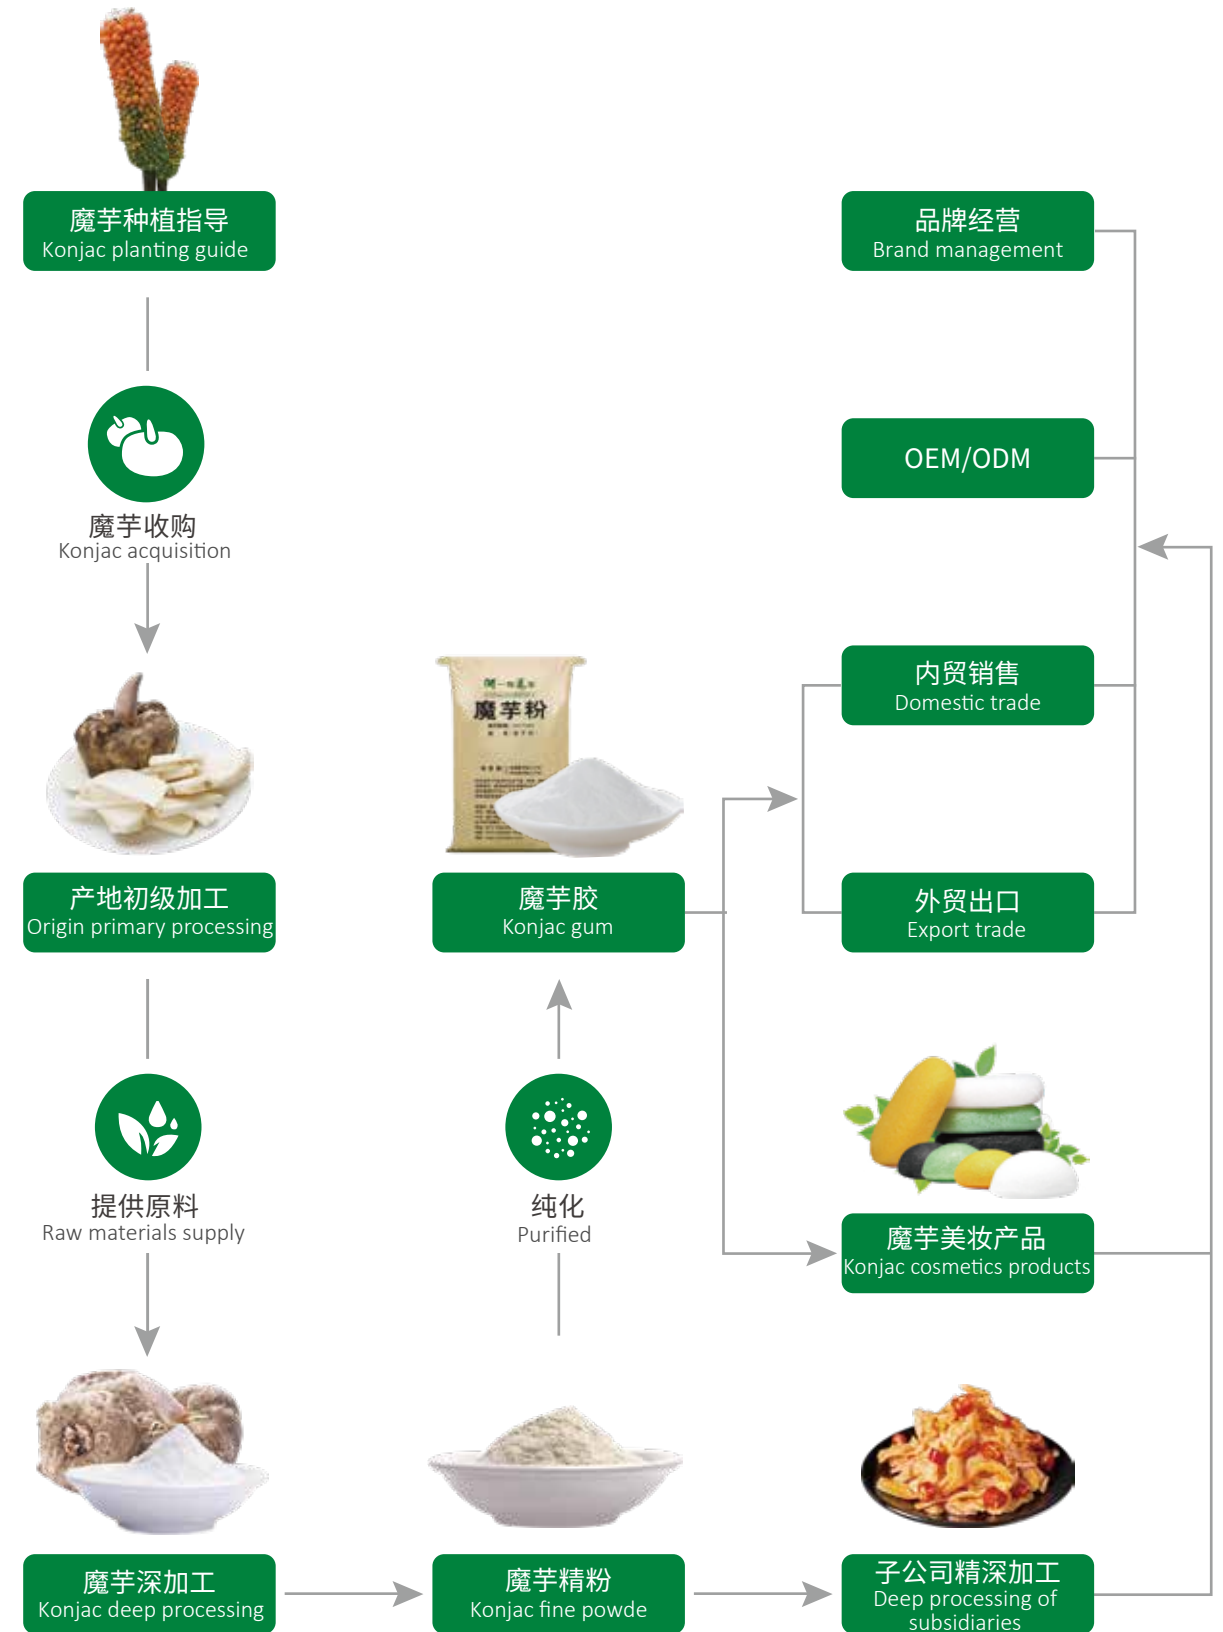 魔芋种植指导
Konjac planting guide
魔芋收购
Konjac acquisition
产地初级加工
Origin primary processing
提供原料
Raw materials supply
魔芋深加工
Konjac deep processing
魔芋粉
魔芋胶
Konjac gum
纯化
Purified
魔芋精粉
Konjac fine powde
品牌经营
Brand management
OEM/ODM
内贸销售
Domestic trade
外贸出口
Export trade
魔芋美妆产品
Konjac cosmetics products
子公司精深加工
Deep processing of
subsidiaries